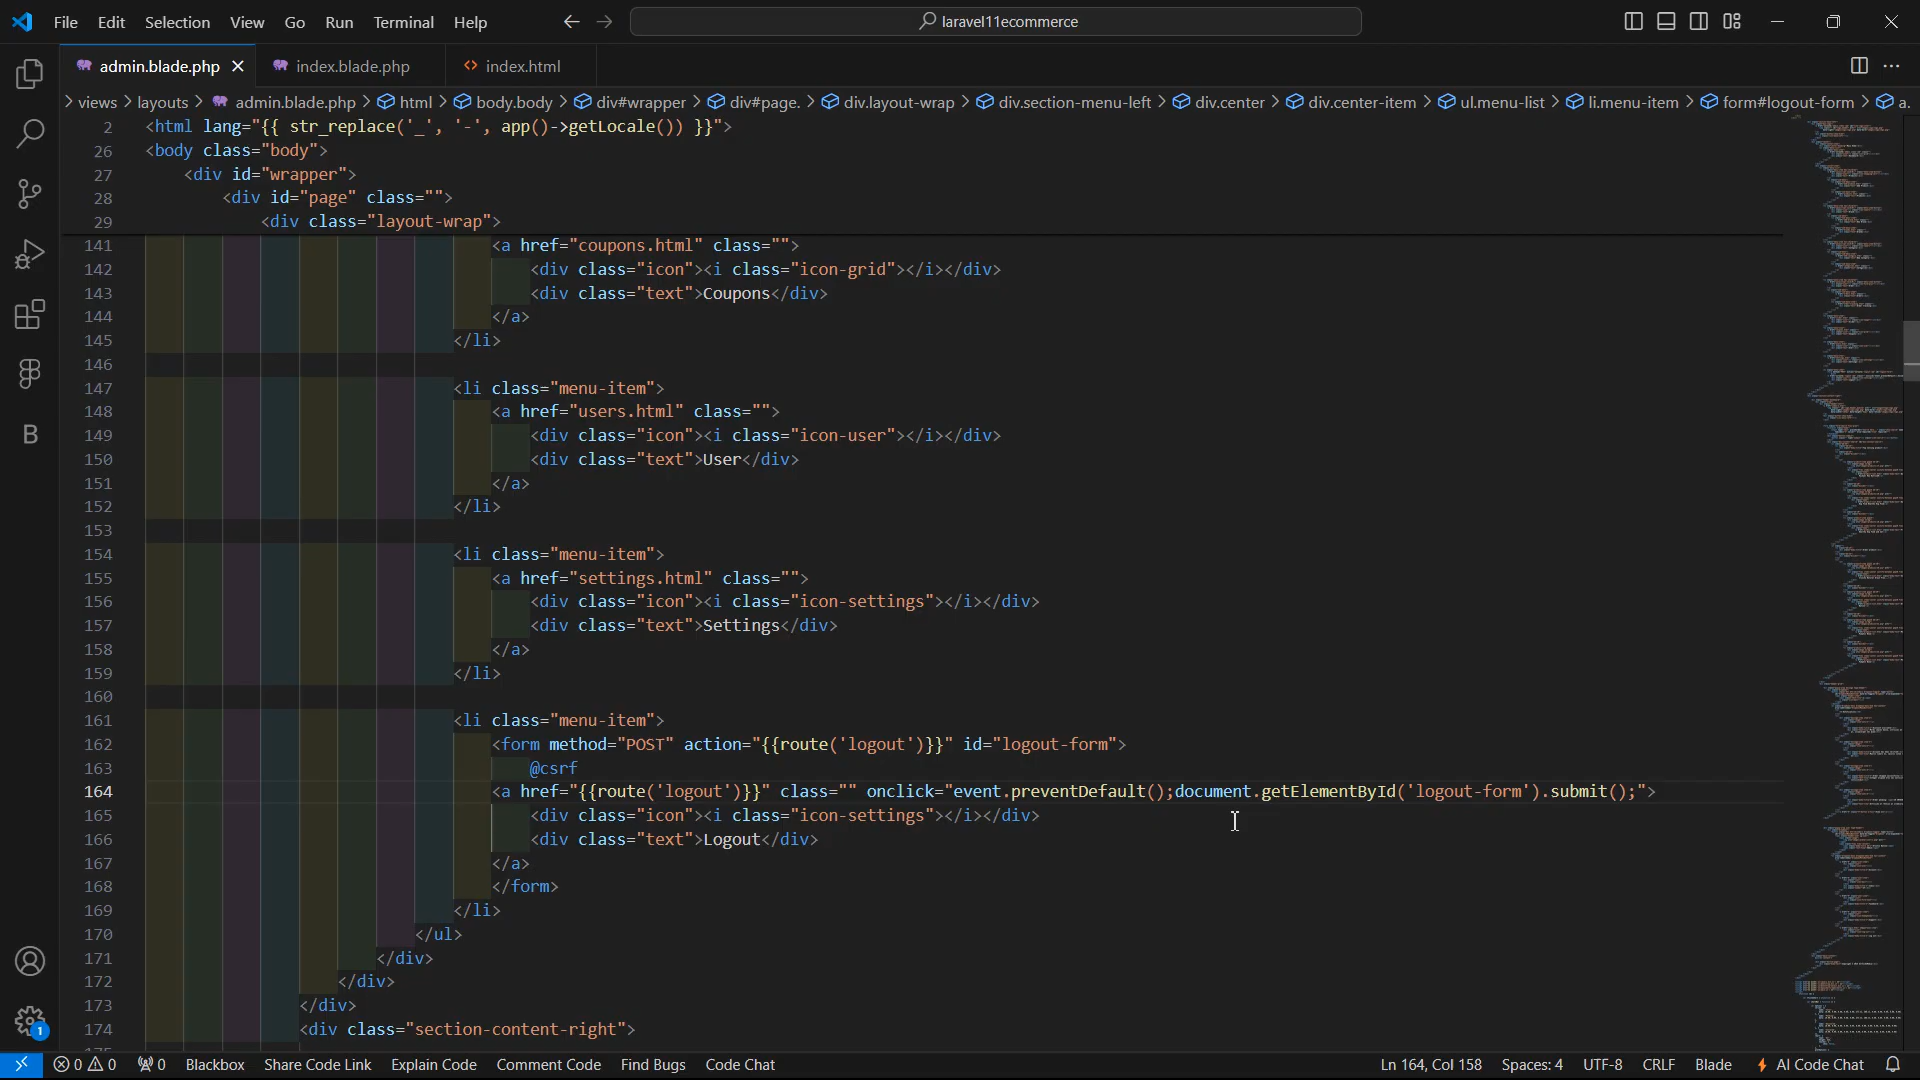 File Edit Selection View Go Run Terminal Help laravel11ecommerce
admin.blade.php index.blade.php index.html
views layouts admin.blade.php html body.body div#wrapper div#page. div.layout-wrap div.section-menu-left div.center div.center-item ul.menu-list li.menu-item form#logout-form a.
2 <html lang="{{ str_replace('_', '-', app()->getLocale()) }}">
26 <body class="body">
27 <div id="wrapper">
28 <div id="page" class="">
29 <div class="layout-wrap">
141 <a href="coupons.html" class="">
142 <div class="icon"><i class="icon-grid"></i></div>
143 <div class="text">Coupons</div>
144 </a>
145 </li>
146
147 <li class="menu-item">
148 <a href="users.html" class="">
149 <div class="icon"><i class="icon-user"></i></div>
150 <div class="text">User</div>
151 </a>
152 </li>
153
154 <li class="menu-item">
155 <a href="settings.html" class="">
156 <div class="icon"><i class="icon-settings"></i></div>
157 <div class="text">Settings</div>
158 </a>
159 </li>
160
161 <li class="menu-item">
162 <form method="POST" action="{{route('logout')}}" id="logout-form">
163 @csrf
164 <a href="{{route('logout')}}" class="" onclick="event.preventDefault();document.getElementById('logout-form').submit();">
165 <div class="icon"><i class="icon-settings"></i></div>
166 <div class="text">Logout</div>
167 </a>
168 </form>
169 </li>
170 </ul>
171 </div>
172 </div>
173 </div>
174 <div class="section-content-right">
1
0 0 0 Blackbox Share Code Link Explain Code Comment Code Find Bugs Code Chat Ln 164, Col 158 Spaces: 4 UTF-8 CRLF Blade AI Code Chat